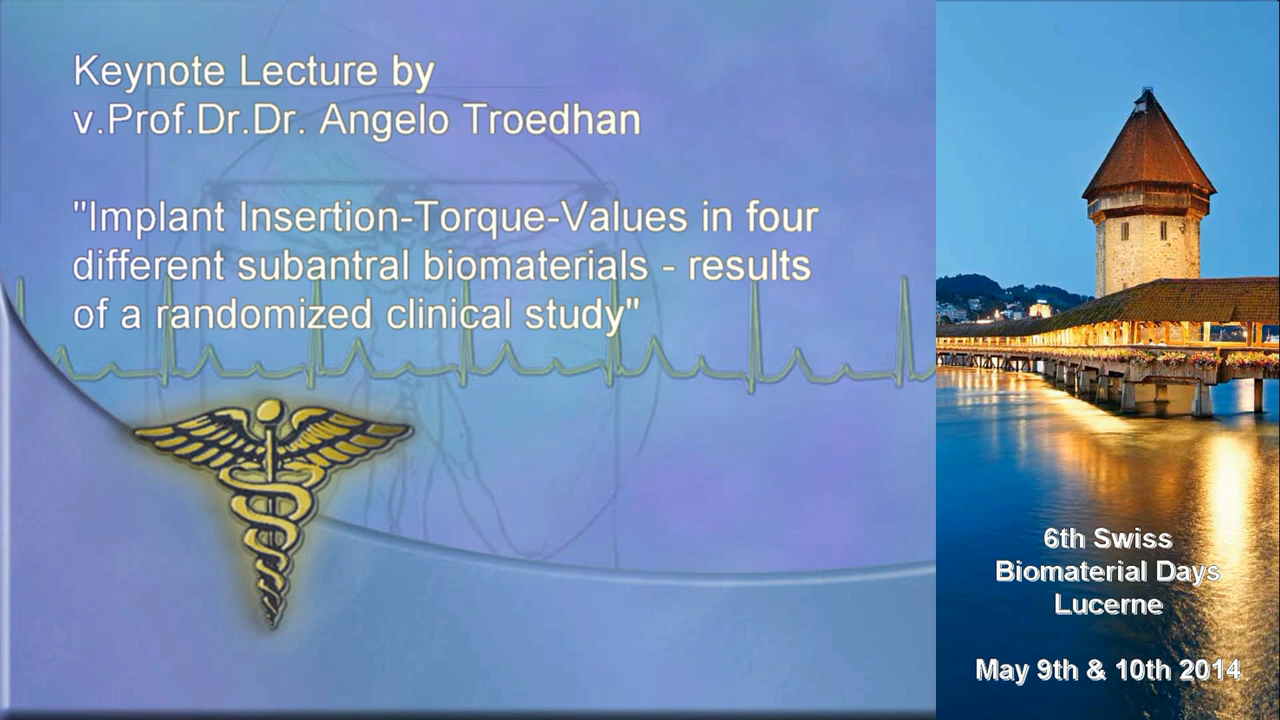 Keynote Lecture by
v.Prof.Dr.Dr. Angelo Troedhan
"Implant Insertion-Torque-Values in four
different subantral biomaterials - results
of a randomized clinical study"
6th Swiss
Biomaterial Days
Lucerne
May 9th & 10th 2014